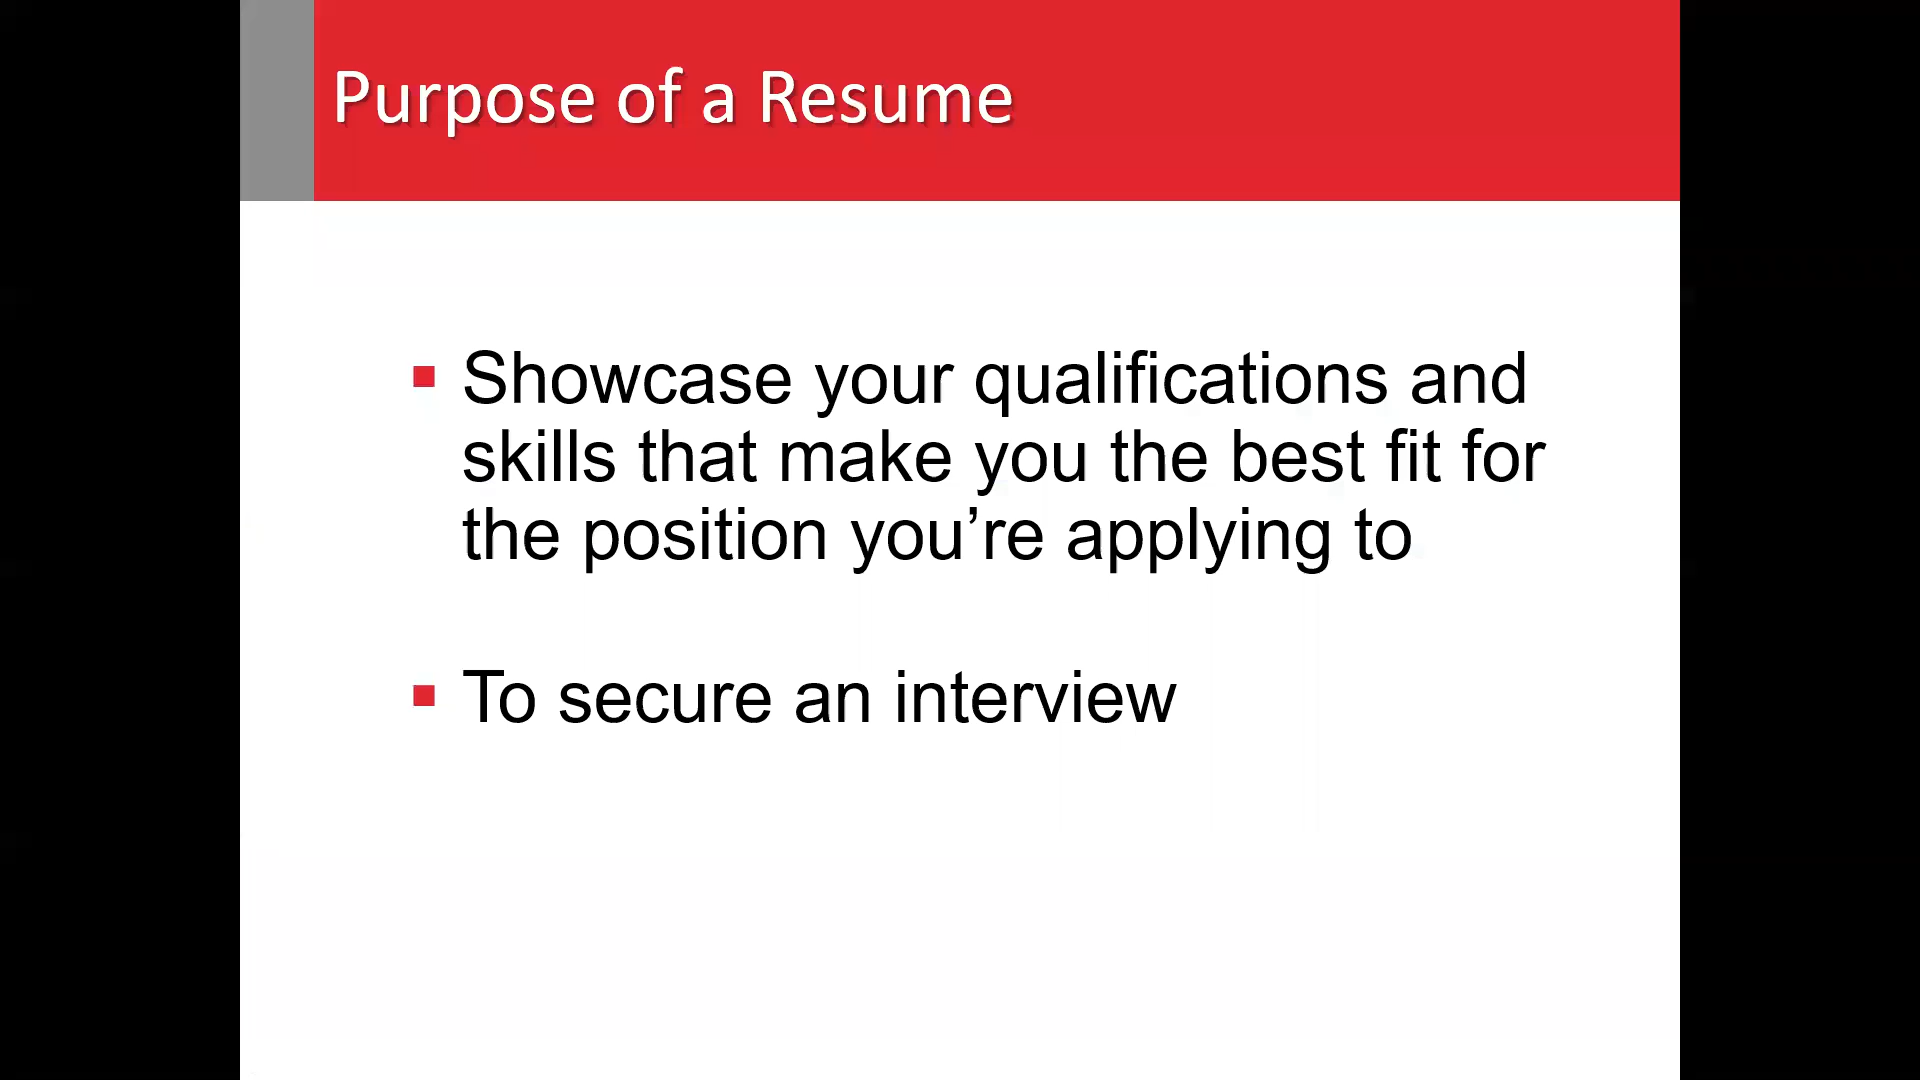 Purpose of a Resume
Showcase your qualifications and
skills that make you the best fit for
the position you’re applying to
To secure an interview